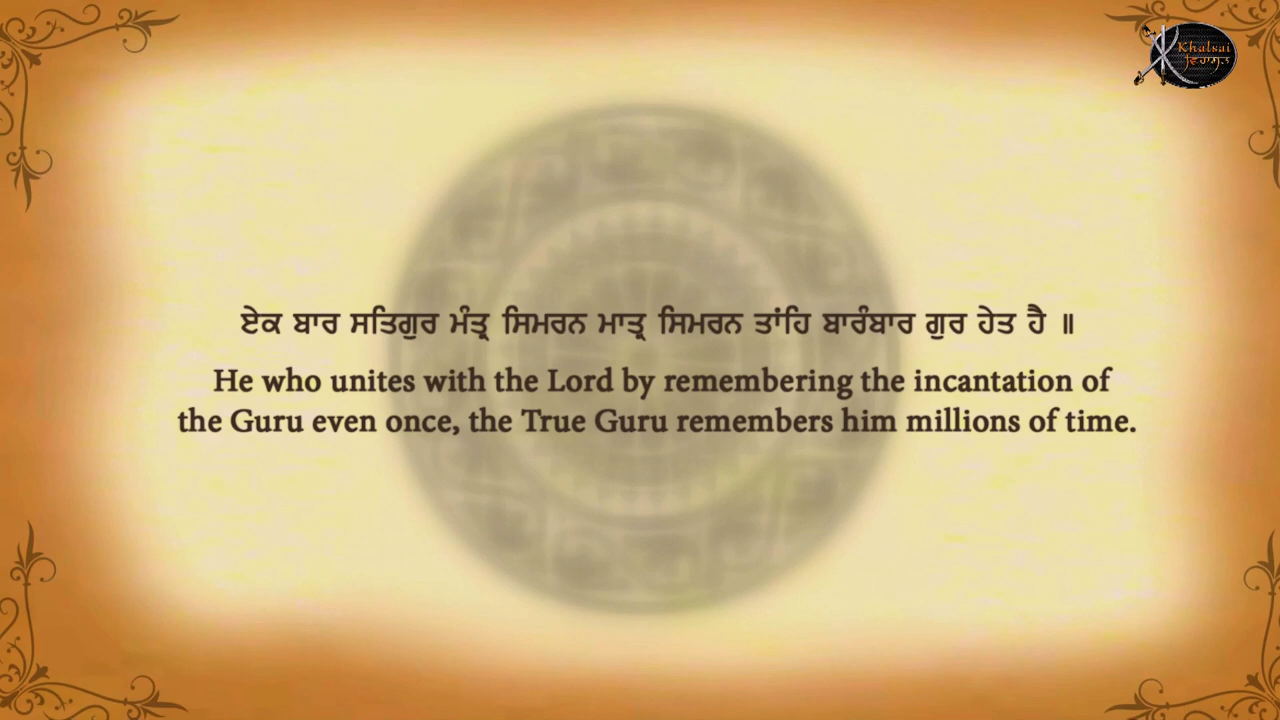 Khalsai
ਵਿਰਾਸਤ
ਏਕ ਬਾਰ ਸਤਿਗੁਰ ਮੰਤ੍ਰ ਸਿਮਰਨ ਮਾਤ੍ਰ ਸਿਮਰਨ ਤਾਂਹਿ ਬਾਰੰਬਾਰ ਗੁਰ ਹੇਤ ਹੈ ॥
He who unites with the Lord by remembering the incantation of
the Guru even once, the True Guru remembers him millions of time.